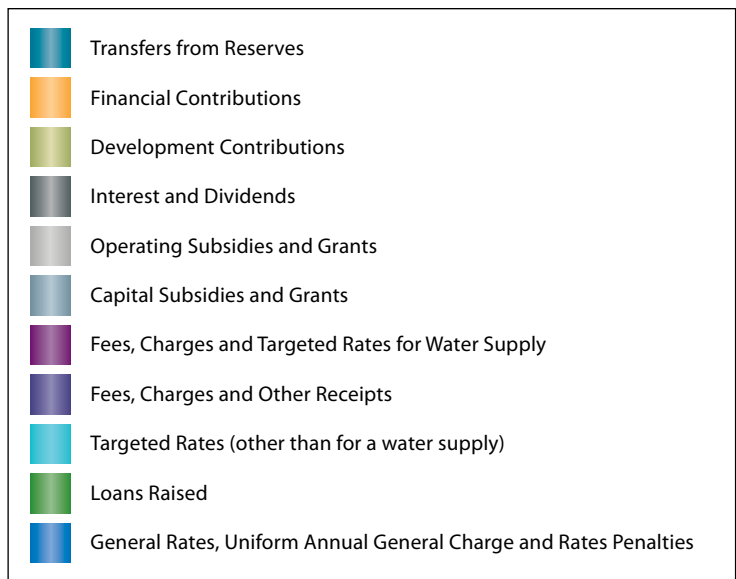 Transfers from Reserves
Financial Contributions
Development Contributions
Interest and Dividends
Operating Subsidies and Grants
Capital Subsidies and Grants
Fees, Charges and Targeted Rates for Water Supply
Fees, Charges and Other Receipts
Targeted Rates (other than for a water supply)
Loans Raised
General Rates, Uniform Annual General Charge and Rates Penalties